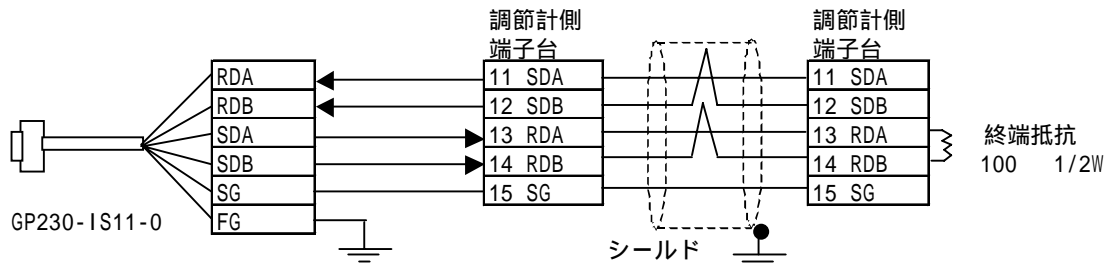 調節計側
端子台
調節計側
端子台
RDA
RDB
SDA
SDB
SG
FG
11 SDA
12 SDB
13 RDA
14 RDB
15 SG
11 SDA
12 SDB
13 RDA
14 RDB
15 SG
終端抵抗
100 1/2W
GP230-IS11-0
シールド